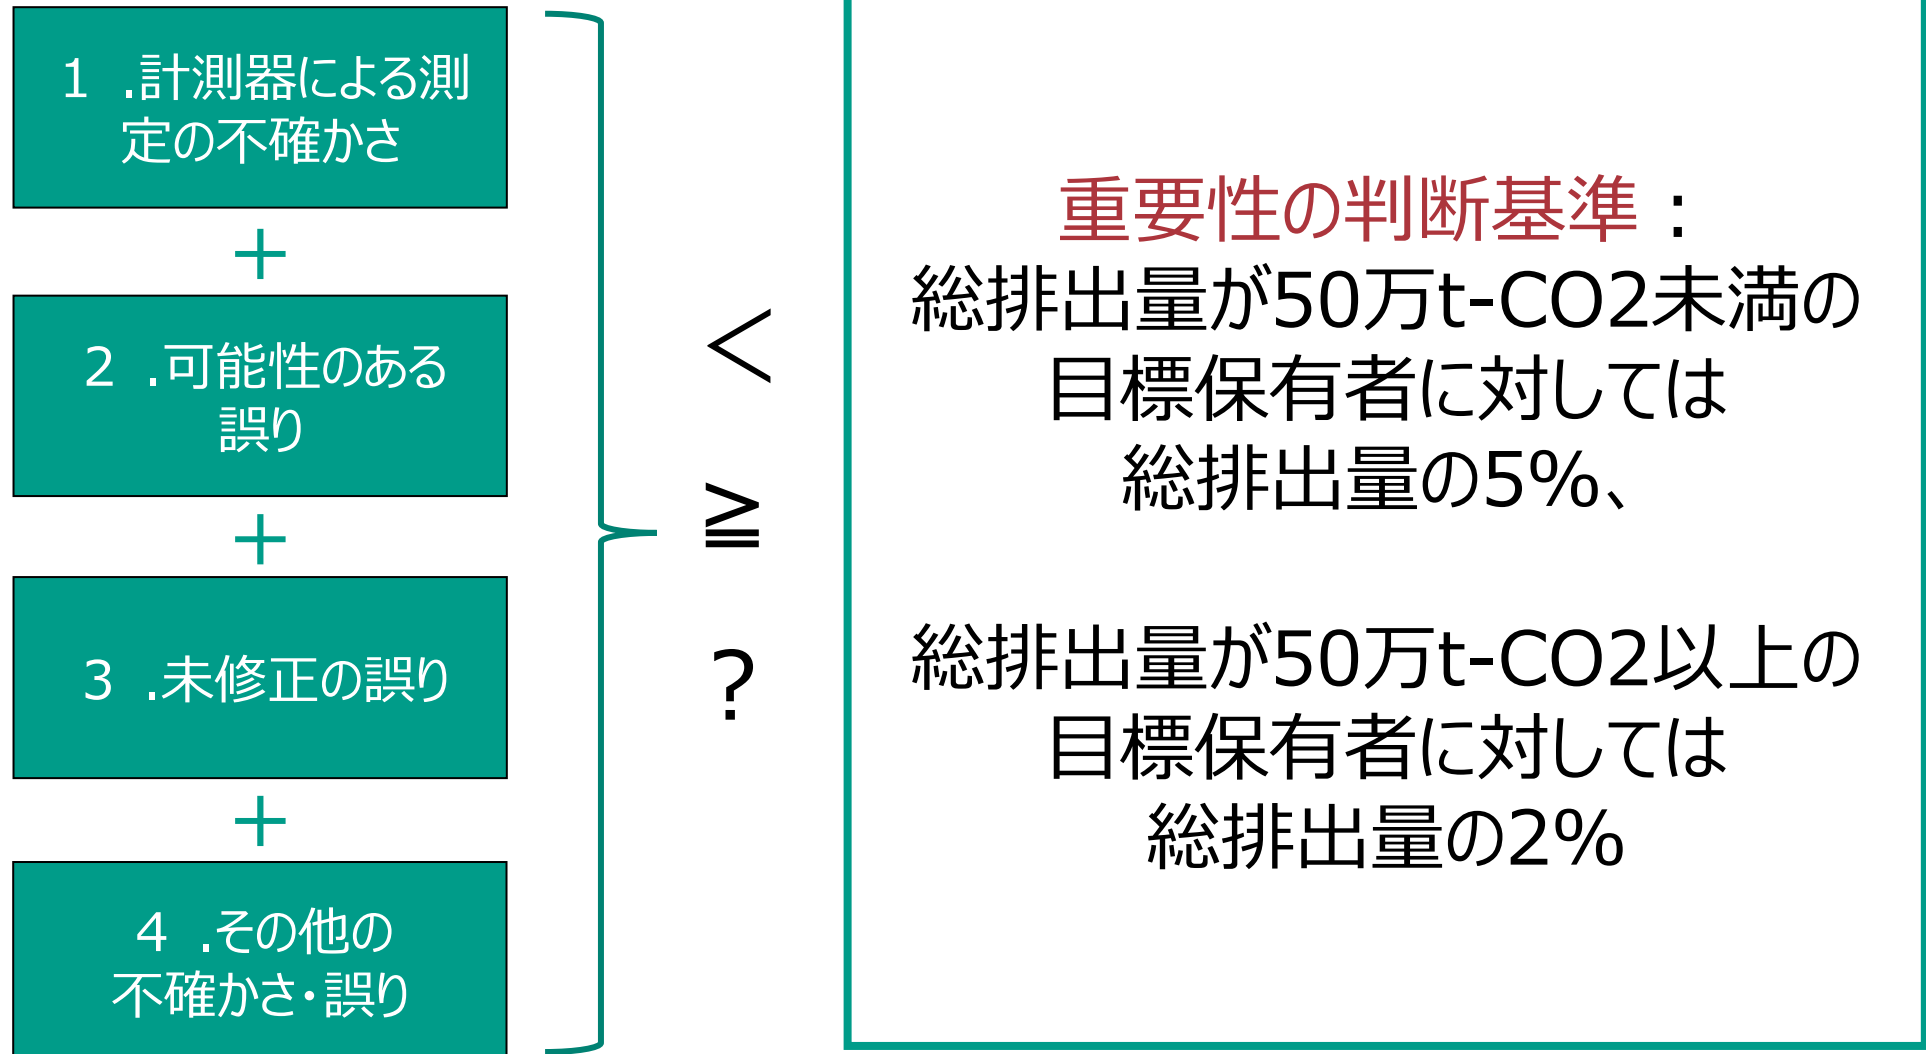 １.計測器による測
定の不確かさ
＋
２.可能性のある
誤り
＋
３.未修正の誤り
＋
４.その他の
不確かさ・誤り
＜
≧
？
重要性の判断基準：
総排出量が50万t-CO2未満の
目標保有者に対しては
総排出量の5%、
総排出量が50万t-CO2以上の
目標保有者に対しては
総排出量の2%